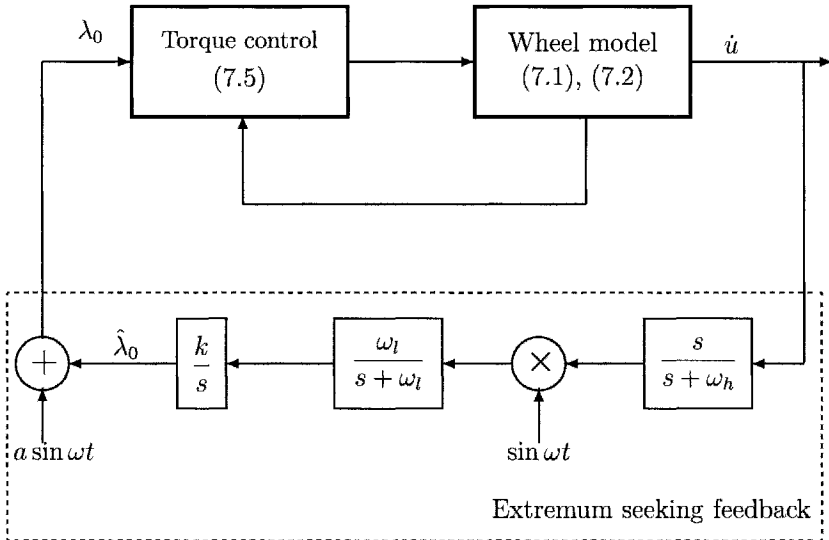 λ₀
Torque control
(7.5)
Wheel model
(7.1), (7.2)
u̇
λ̂₀
k
s
ω_l
s + ω_l
s
s + ω_h
+
×
a sin ωt
sin ωt
Extremum seeking feedback